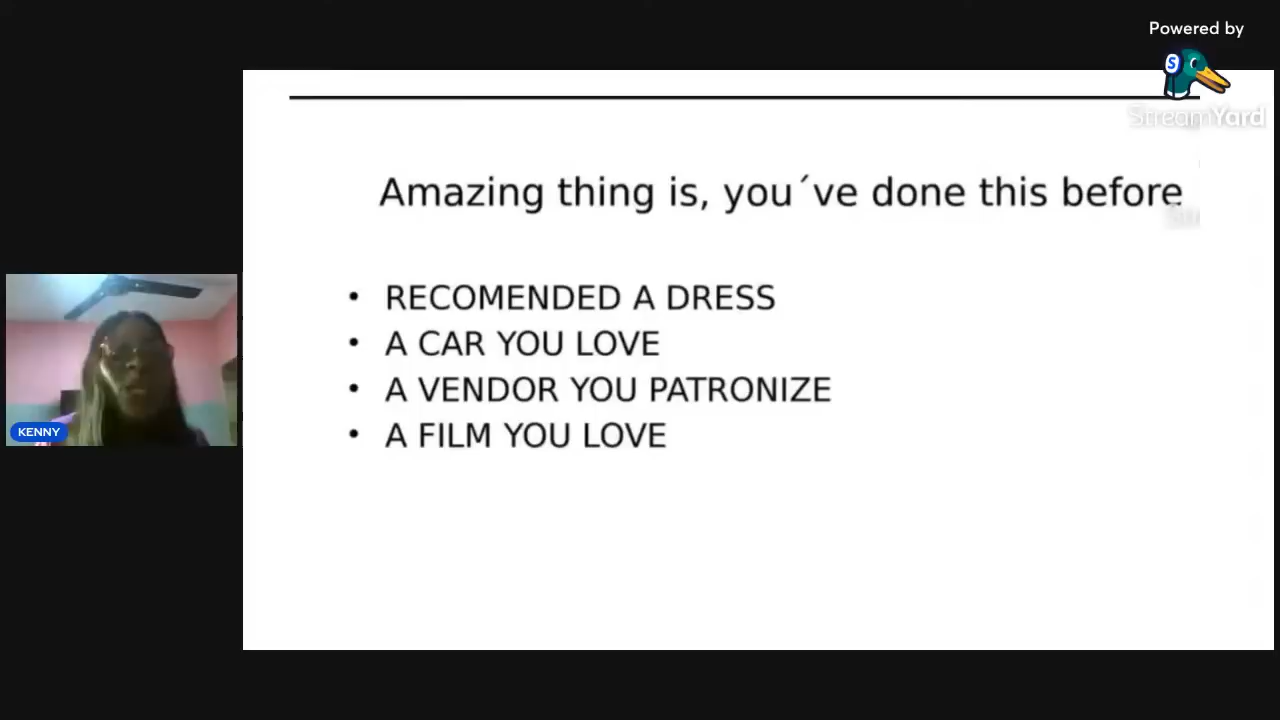 Powered by
StreamYard
Amazing thing is, you´ve done this before
• RECOMENDED A DRESS
• A CAR YOU LOVE
• A VENDOR YOU PATRONIZE
• A FILM YOU LOVE
KENNY